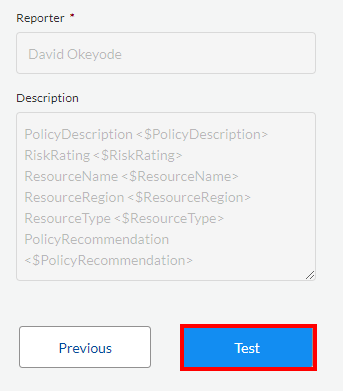 Reporter *
David Okeyode
Description
PolicyDescription <$PolicyDescription>
RiskRating <$RiskRating>
ResourceName <$ResourceName>
ResourceRegion <$ResourceRegion>
ResourceType <$ResourceType>
PolicyRecommendation
<$PolicyRecommendation>
Previous
Test